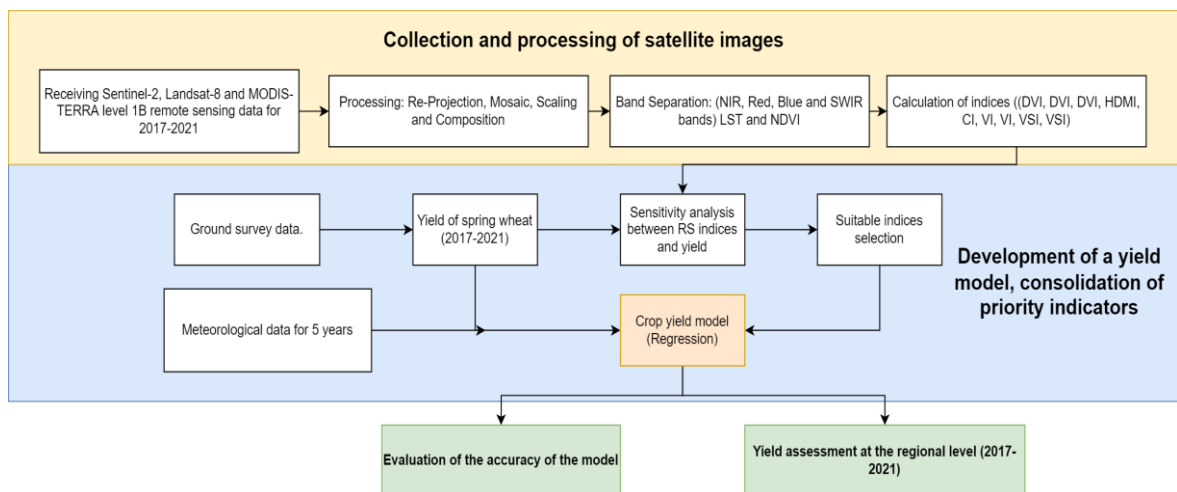 Collection and processing of satellite images
Receiving Sentinel-2, Landsat-8 and MODIS-
TERRA level 1B remote sensing data for
2017-2021
Processing: Re-Projection, Mosaic, Scaling
and Composition
Band Separation: (NIR, Red, Blue and SWIR
bands) LST and NDVI
Calculation of indices ((DVI, DVI, DVI, HDMI,
CI, VI, VI, VSI, VSI)
Ground survey data.
Yield of spring wheat
(2017-2021)
Sensitivity analysis
between RS indices
and yield
Suitable indices
selection
Development of a yield
model, consolidation of
priority indicators
Meteorological data for 5 years
Crop yield model
(Regression)
Evaluation of the accuracy of the model
Yield assessment at the regional level (2017-
2021)